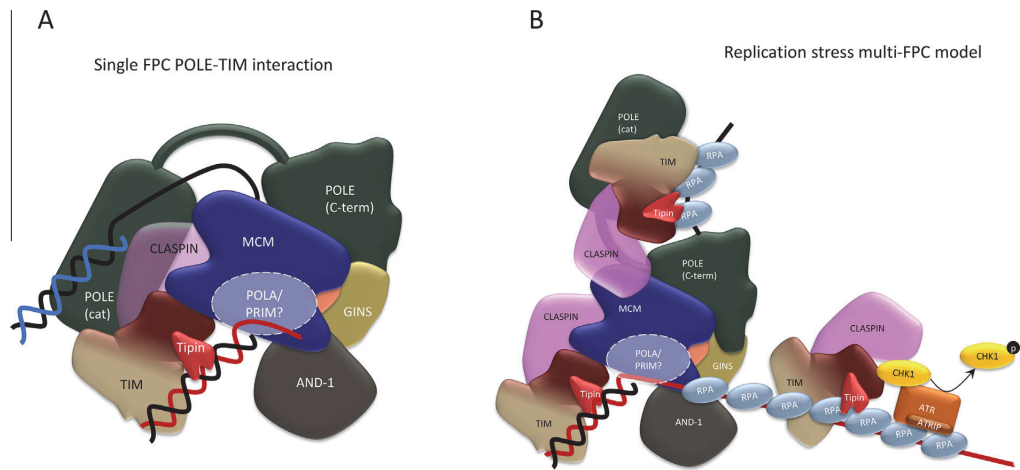 A
Single FPC POLE-TIM interaction
POLE
(C-term)
CLASPIN
MCM
POLE
(cat)
POLA/
PRIM?
GINS
Tipin
TIM
AND-1
B
Replication stress multi-FPC model
POLE
(cat)
TIM
RPA
RPA
Tipin
RPA
CLASPIN
POLE
(C-term)
CLASPIN
MCM
POLA/
PRIM?
GINS
Tipin
TIM
AND-1
RPA
RPA
RPA
RPA
RPA
RPA
RPA
RPA
CLASPIN
TIM
Tipin
CHK1
CHK1
p
ATR
ATRIP